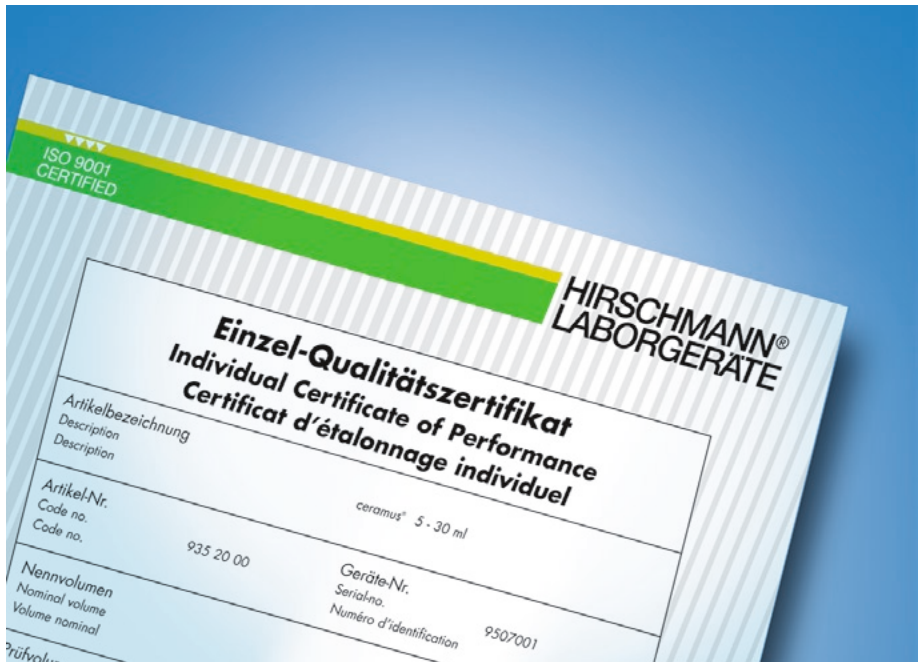 ISO 9001
CERTIFIED
HIRSCHMANN®
LABORGERÄTE
Einzel-Qualitätszertifikat
Individual Certificate of Performance
Certificat d'étalonnage individuel
Artikelbezeichnung
Description
Description
ceramus® 5 - 30 ml
Artikel-Nr.
Code no.
Code no.
935 20 00
Geräte-Nr.
Serial-no.
Numéro d'identification
9507001
Nennvolumen
Nominal volume
Volume nominal